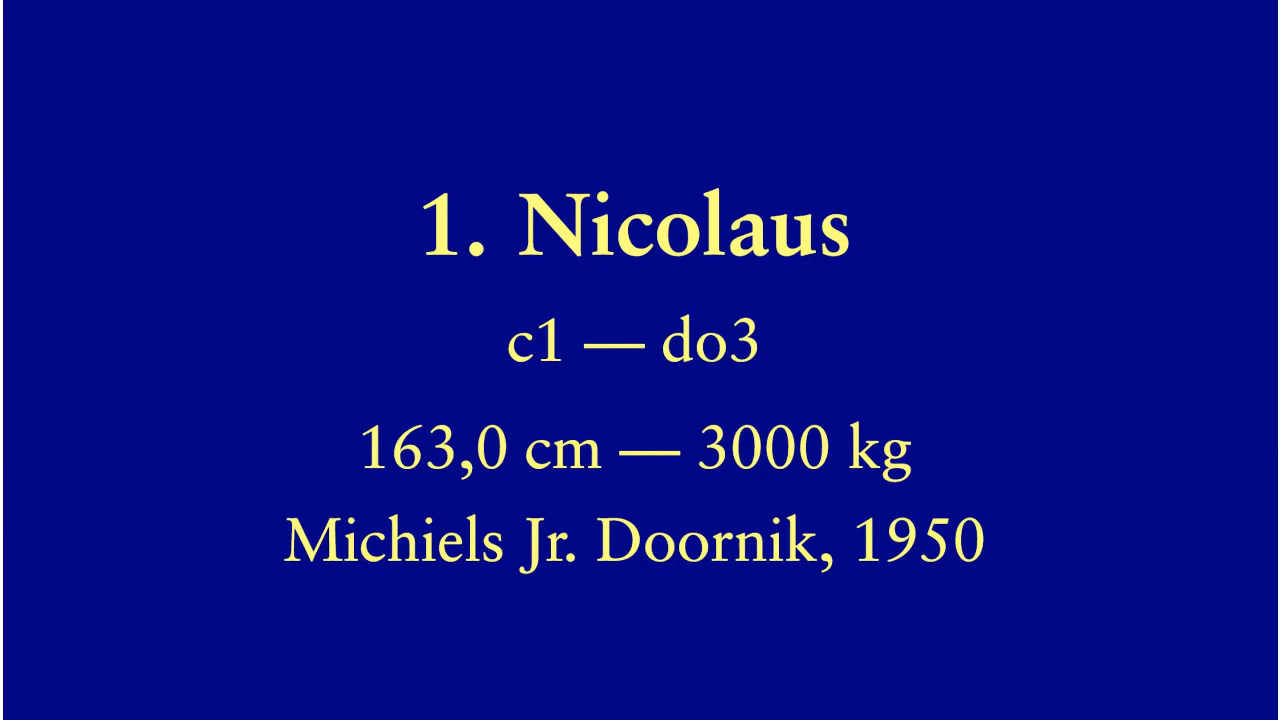 1. Nicolaus
c1 — do3
163,0 cm — 3000 kg
Michiels Jr. Doornik, 1950